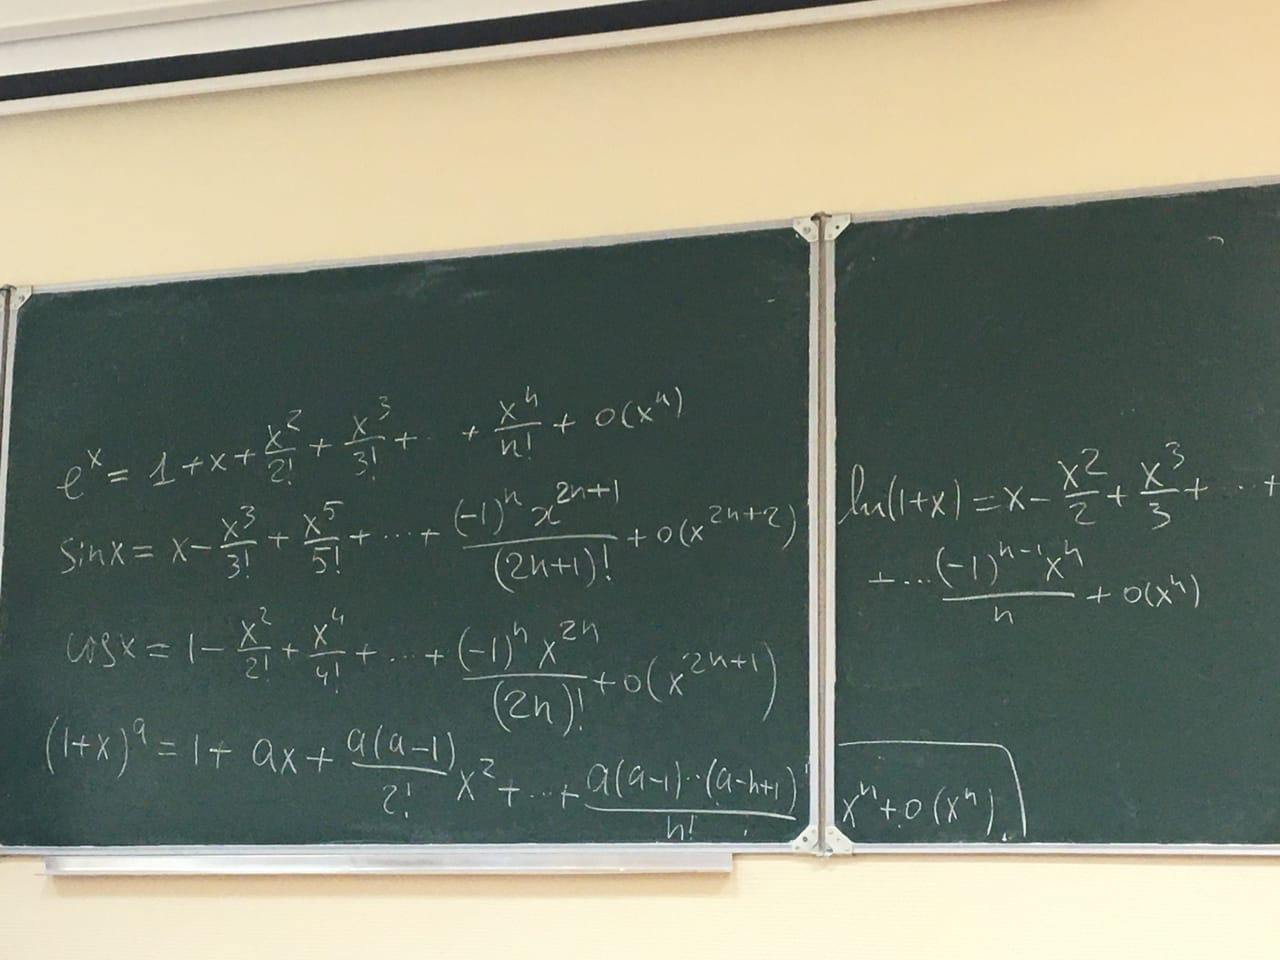 e^x = 1 + x + x^2/2! + x^3/3! + ... + x^n/n! + o(x^n)
sin x = x - x^3/3! + x^5/5! + ... + (-1)^n x^(2n+1)/(2n+1)! + o(x^(2n+2))
cos x = 1 - x^2/2! + x^4/4! + ... + (-1)^n x^(2n)/(2n)! + o(x^(2n+1))
(1+x)^a = 1 + ax + a(a-1)/2! x^2 + ... + a(a-1)..(a-n+1)/n! x^n + o(x^n)
ln(1+x) = x - x^2/2 + x^3/3 + ... +
+ ... (-1)^(n-1) x^n/n + o(x^n)